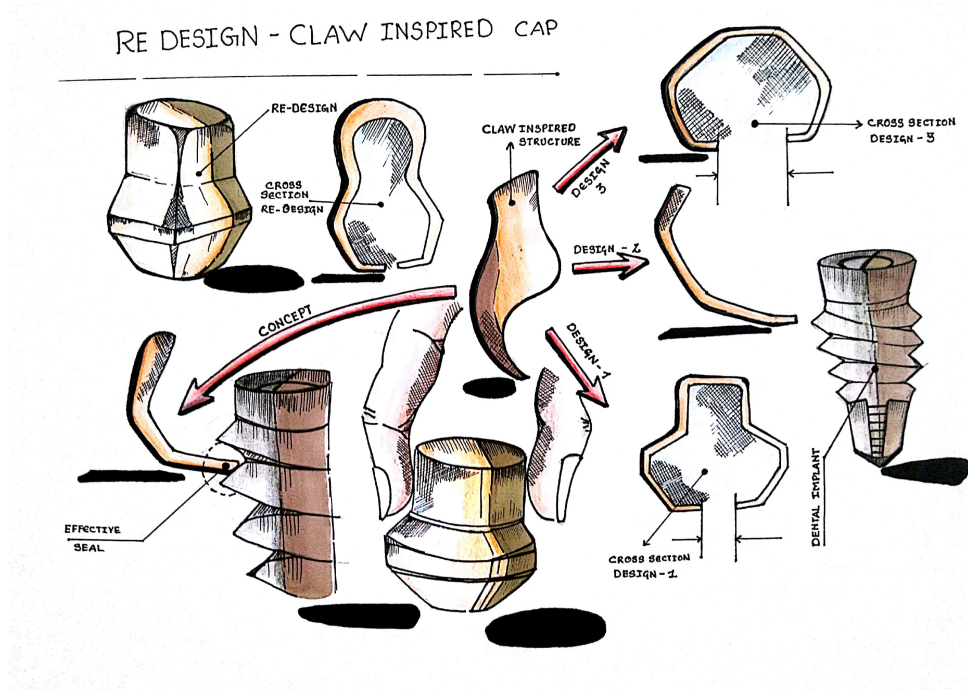 RE DESIGN - CLAW INSPIRED CAP
RE-DESIGN
CROSS
SECTION
RE-DESIGN
CLAW INSPIRED
STRUCTURE
DESIGN
3
CROSS SECTION
DESIGN - 3
DESIGN - 2
CONCEPT
DESIGN-1
EFFECTIVE
SEAL
CROSS SECTION
DESIGN - 1
DENTAL IMPLANT